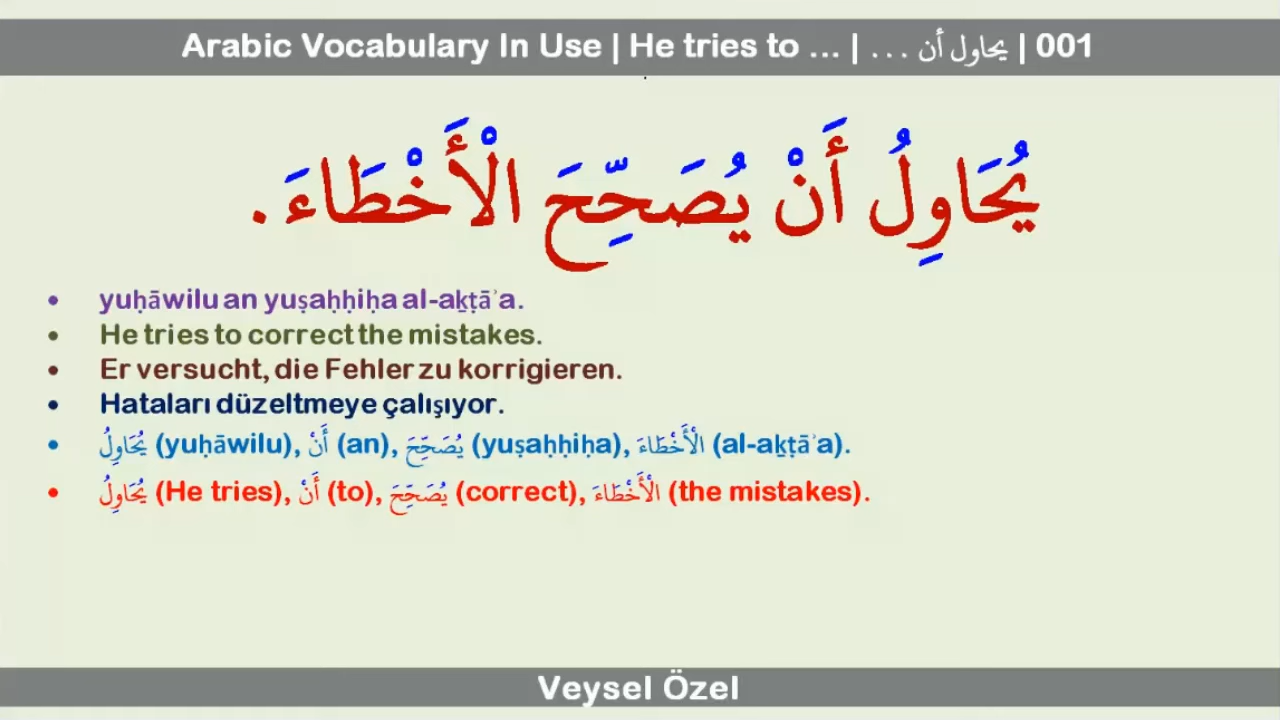 Arabic Vocabulary In Use | He tries to ... | ... يحاول أن | 001
يُحَاوِلُ أَنْ يُصَحِّحَ الْأَخْطَاءَ.
• yuḥāwilu an yuṣaḥḥiḥa al-aḵṭāʾa.
• He tries to correct the mistakes.
• Er versucht, die Fehler zu korrigieren.
• Hataları düzeltmeye çalışıyor.
• يُحَاوِلُ (yuḥāwilu), أَنْ (an), يُصَحِّحَ (yuṣaḥḥiḥa), الْأَخْطَاءَ (al-aḵṭāʾa).
• يُحَاوِلُ (He tries), أَنْ (to), يُصَحِّحَ (correct), الْأَخْطَاءَ (the mistakes).
Veysel Özel